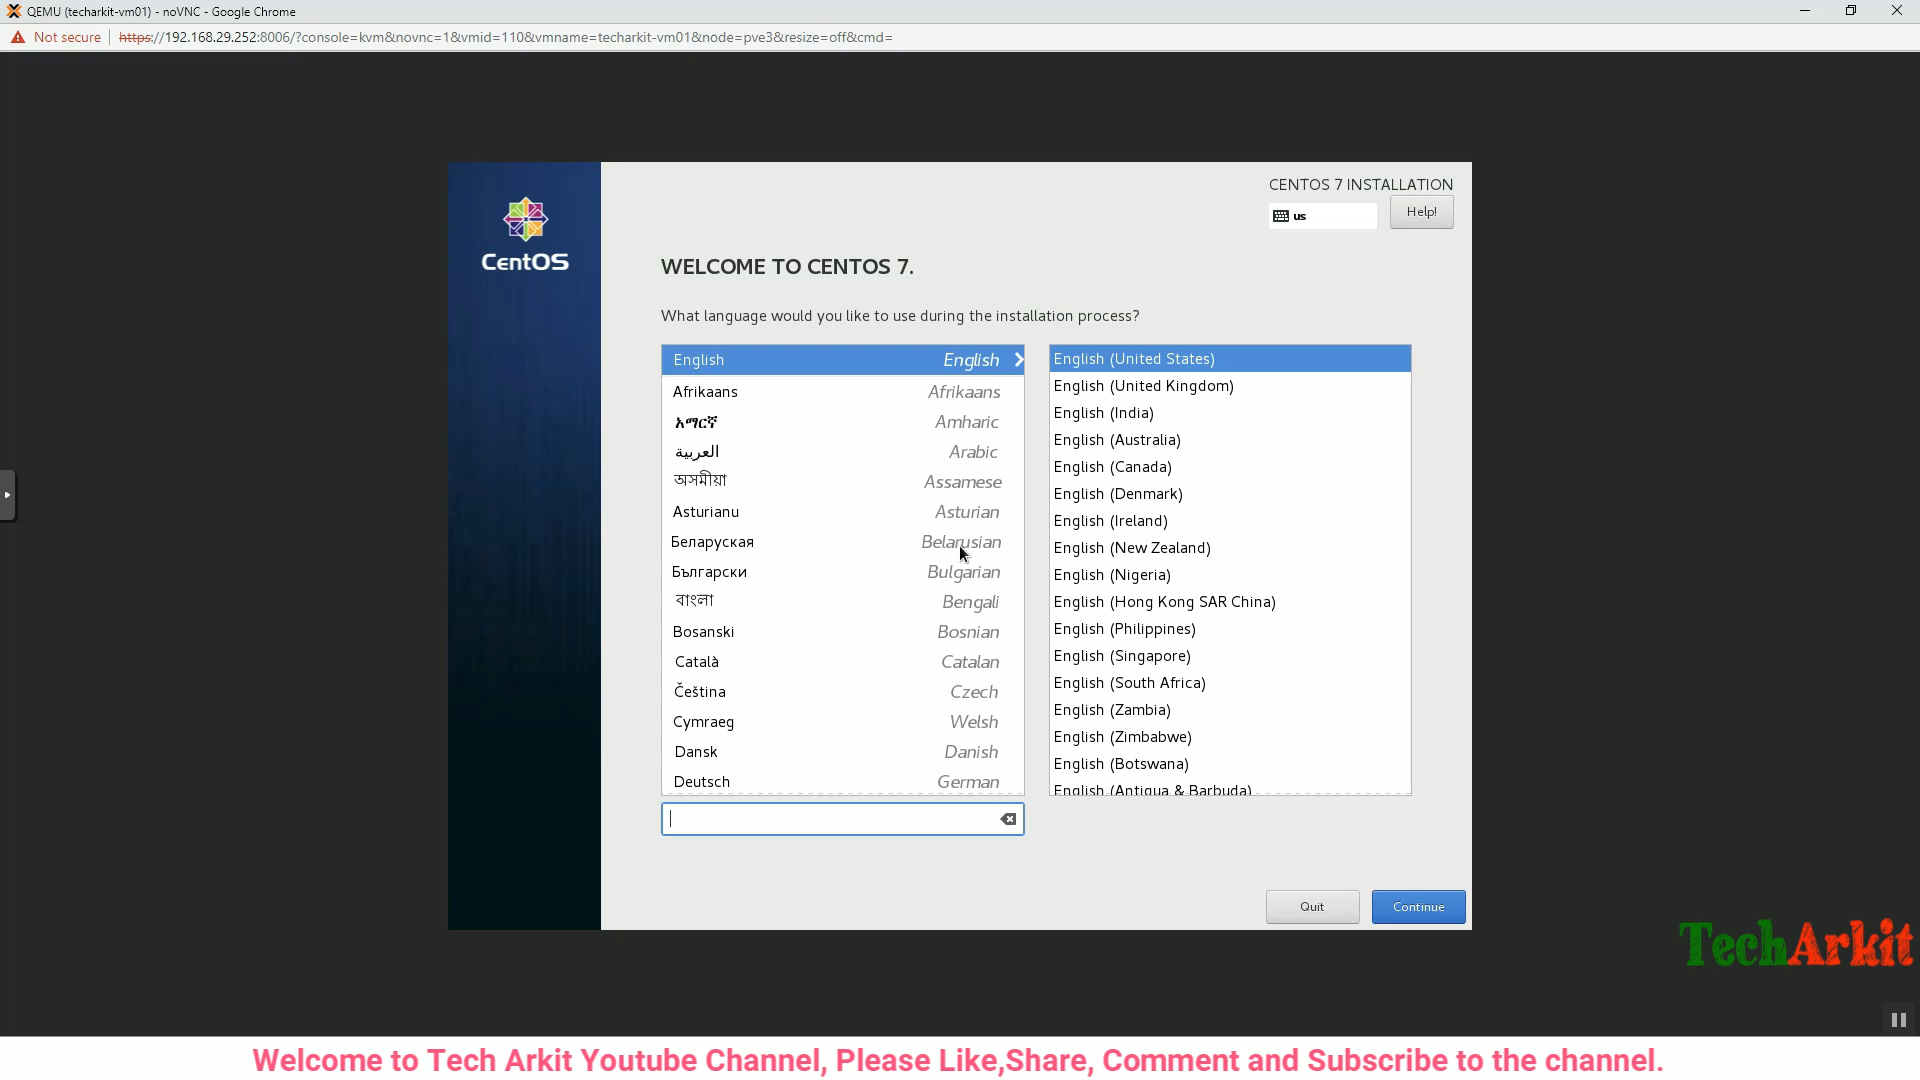 QEMU (techarkit-vm01) - noVNC - Google Chrome
Not secure | https://192.168.29.252:8006/?console=kvm&novnc=1&vmid=110&vmname=techarkit-vm01&node=pve3&resize=off&cmd=
CentOS
CENTOS 7 INSTALLATION
us
Help!
WELCOME TO CENTOS 7.
What language would you like to use during the installation process?
English English
Afrikaans Afrikaans
አማርኛ Amharic
العربية Arabic
অসমীয়া Assamese
Asturianu Asturian
Беларуская Belarusian
Български Bulgarian
বাংলা Bengali
Bosanski Bosnian
Català Catalan
Čeština Czech
Cymraeg Welsh
Dansk Danish
Deutsch German
English (United States)
English (United Kingdom)
English (India)
English (Australia)
English (Canada)
English (Denmark)
English (Ireland)
English (New Zealand)
English (Nigeria)
English (Hong Kong SAR China)
English (Philippines)
English (Singapore)
English (South Africa)
English (Zambia)
English (Zimbabwe)
English (Botswana)
English (Antigua & Barbuda)
Quit
Continue
TechArkit
Welcome to Tech Arkit Youtube Channel, Please Like,Share, Comment and Subscribe to the channel.